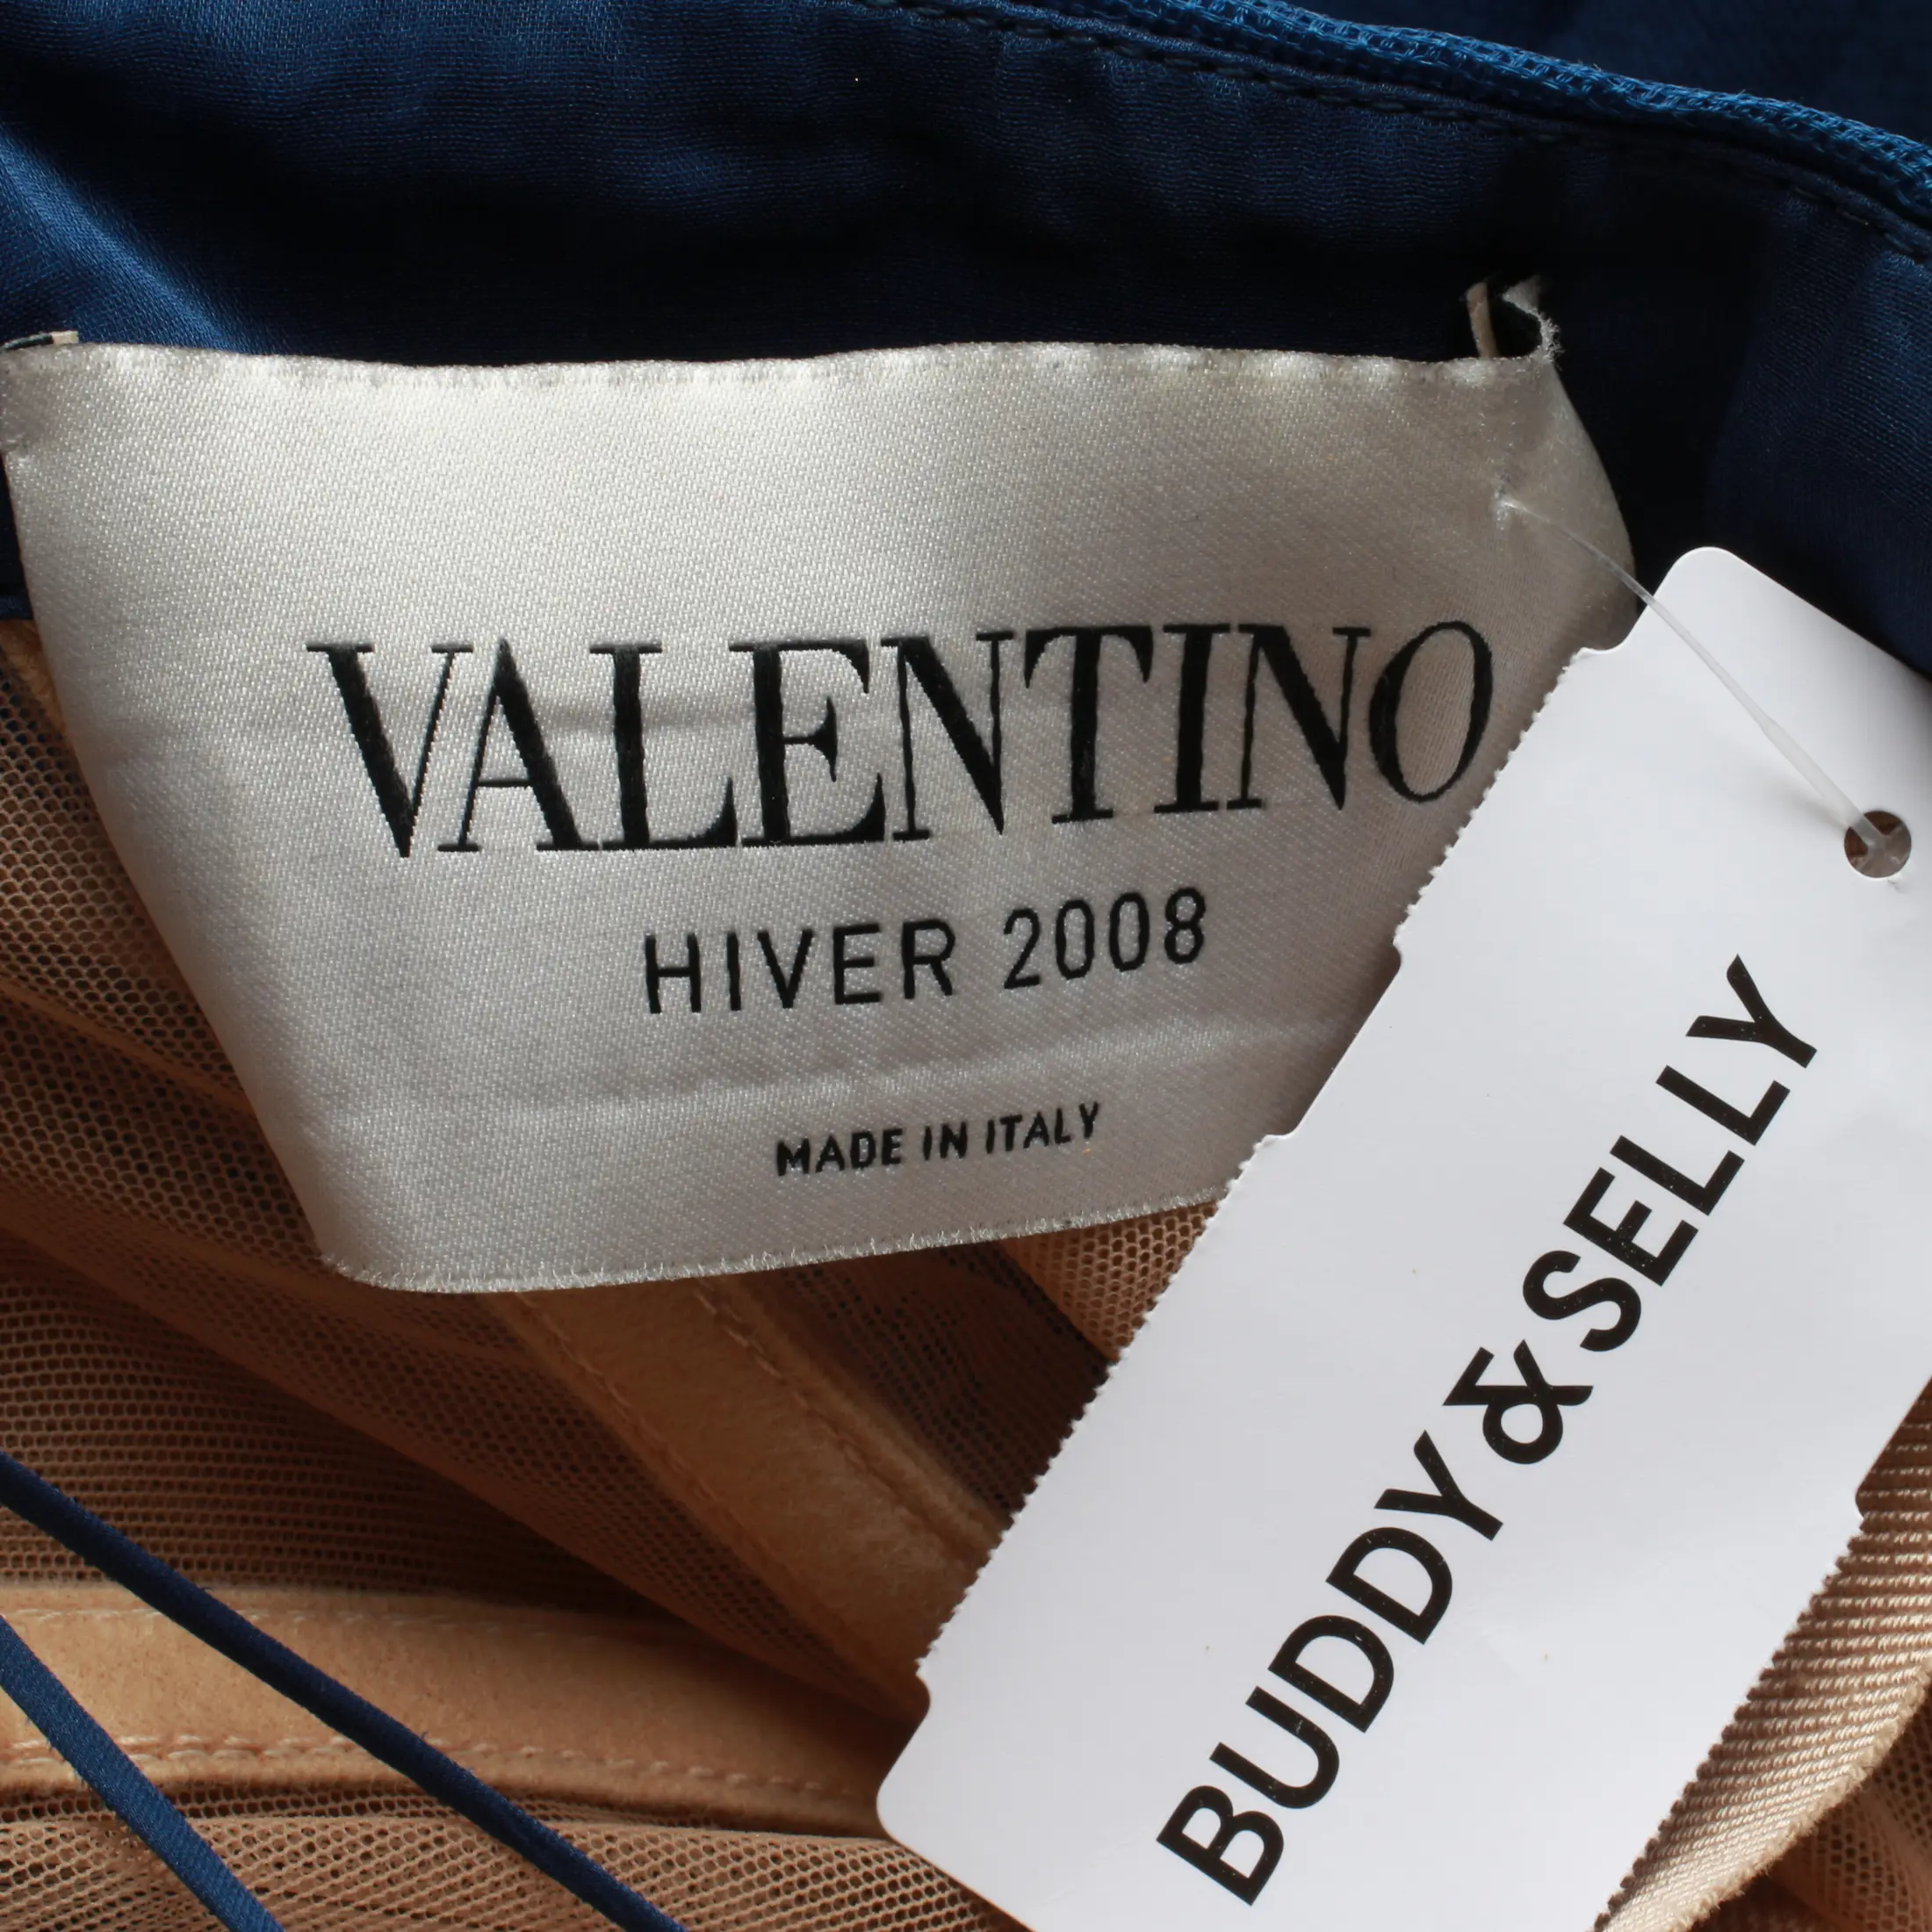 VALENTINO
HIVER 2008
MADE IN ITALY
BUDDY & SELLY